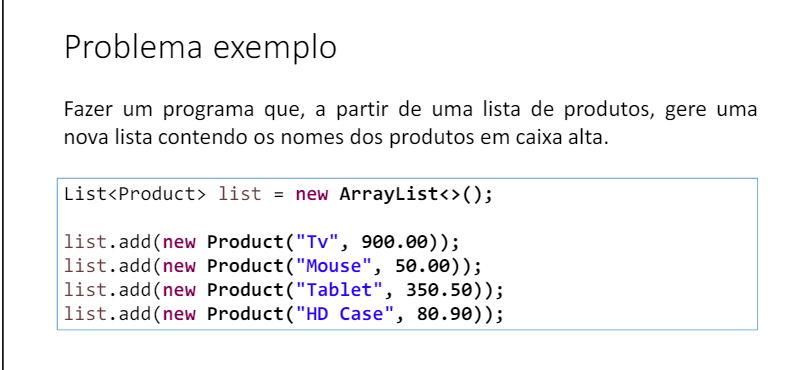 Problema exemplo
Fazer um programa que, a partir de uma lista de produtos, gere uma
nova lista contendo os nomes dos produtos em caixa alta.
List<Product> list = new ArrayList<>();
list.add(new Product("Tv", 900.00));
list.add(new Product("Mouse", 50.00));
list.add(new Product("Tablet", 350.50));
list.add(new Product("HD Case", 80.90));